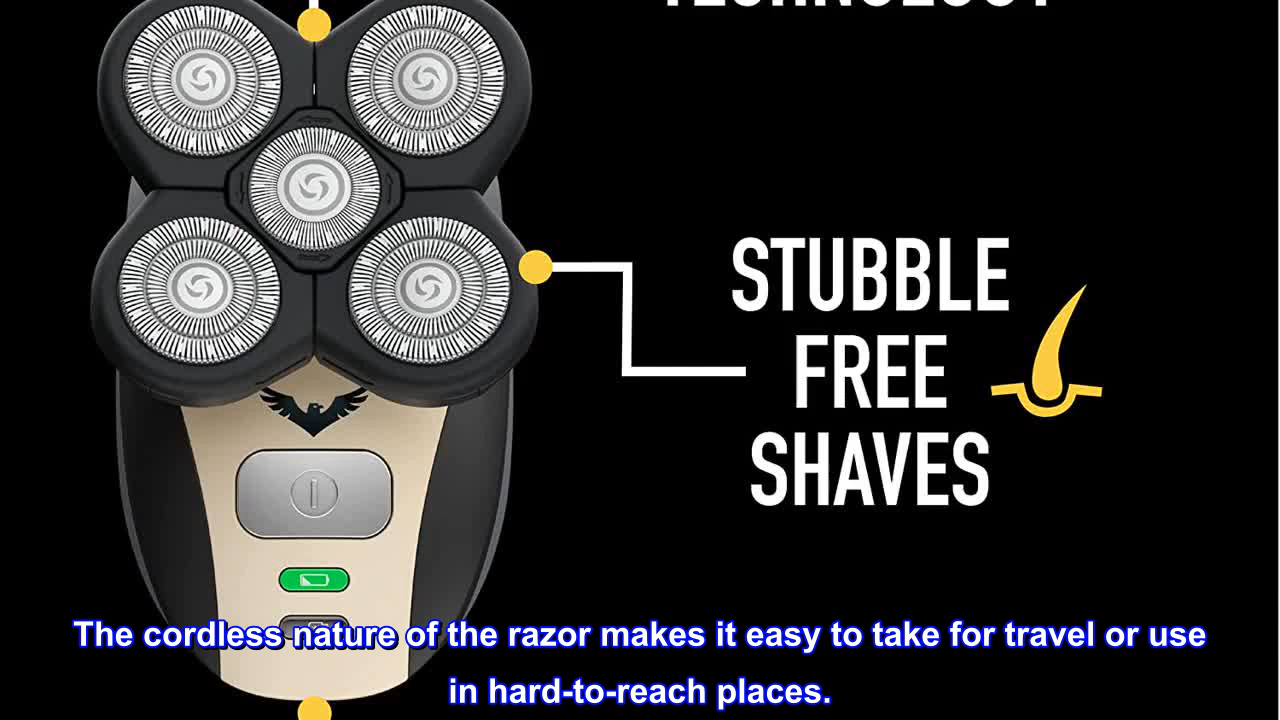 TECHNOLOGY
STUBBLE
FREE
SHAVES
The cordless nature of the razor makes it easy to take for travel or use
in hard-to-reach places.